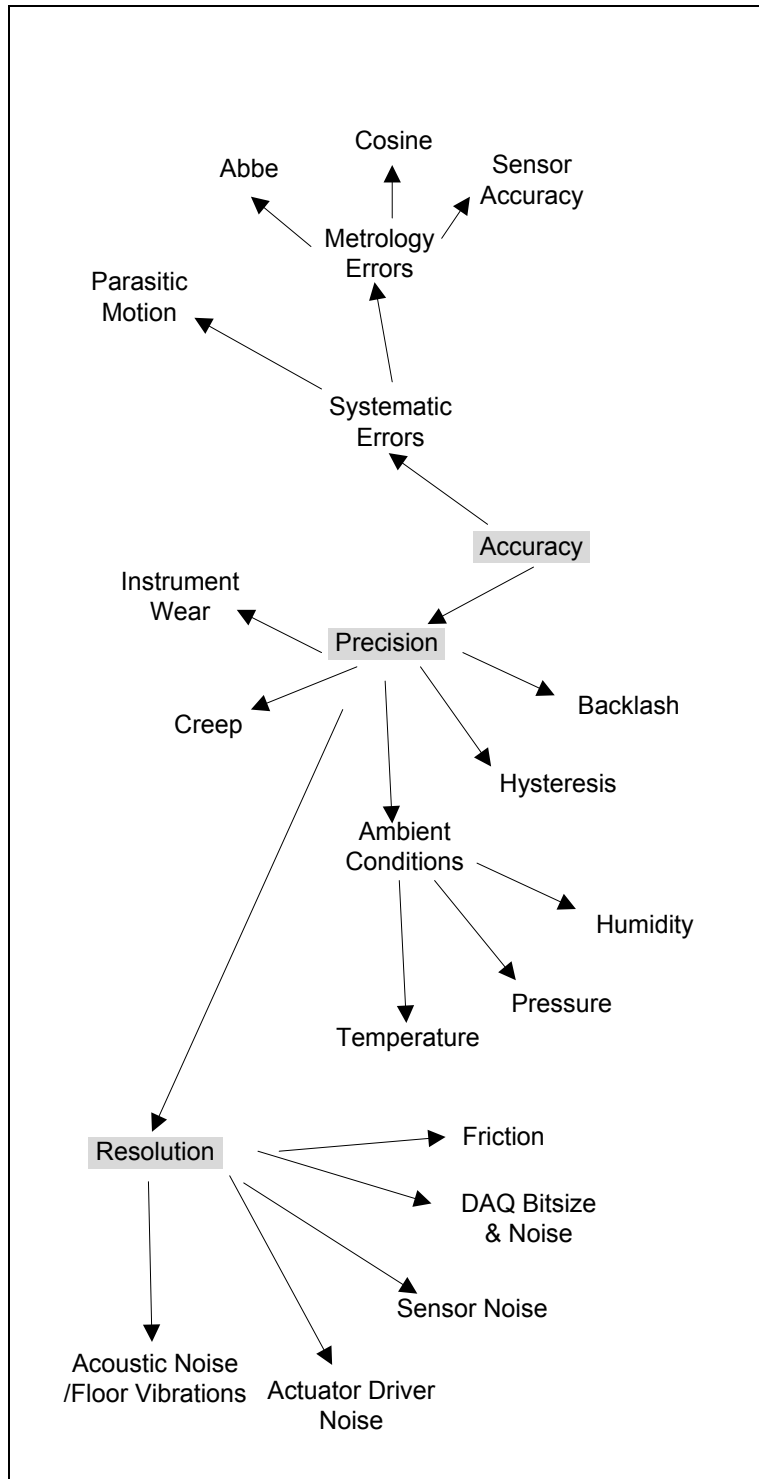 Cosine
Abbe
Sensor
Accuracy
Metrology
Errors
Parasitic
Motion
Systematic
Errors
Accuracy
Instrument
Wear
Precision
Backlash
Creep
Hysteresis
Ambient
Conditions
Humidity
Pressure
Temperature
Friction
Resolution
DAQ Bitsize
& Noise
Sensor Noise
Acoustic Noise
/Floor Vibrations
Actuator Driver
Noise